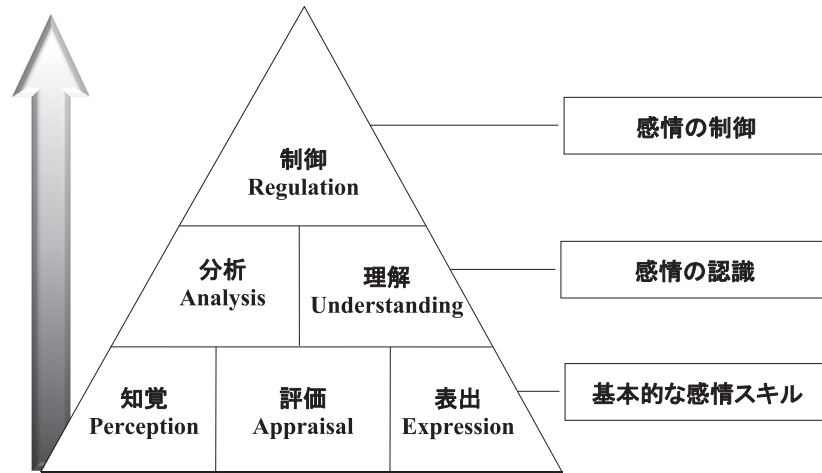 制御
Regulation
感情の制御
分析
Analysis
理解
Understanding
感情の認識
知覚
Perception
評価
Appraisal
表出
Expression
基本的な感情スキル